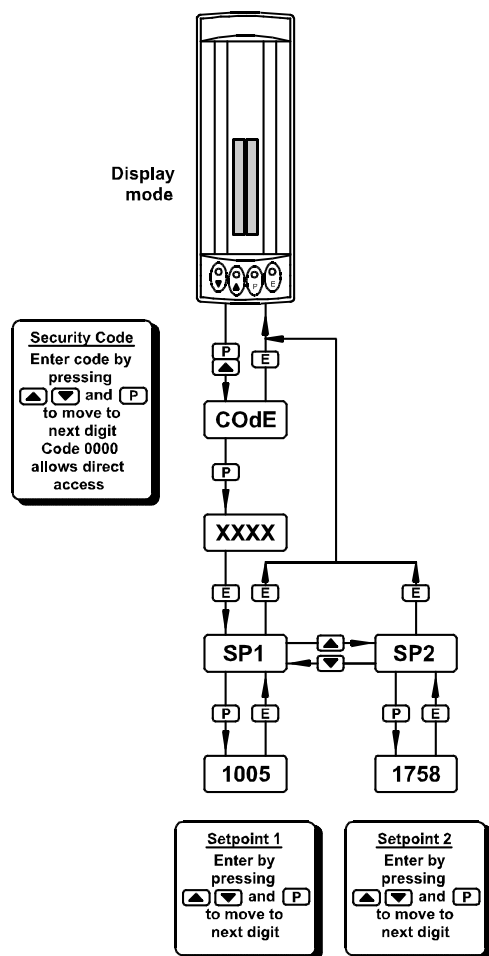 Display
mode
P E
Security Code
Enter code by
pressing
and P
to move to
next digit
Code 0000
allows direct
access
P
E
COdE
P
XXXX
E
E
E
SP1
SP2
P
E
P
E
1005
1758
Setpoint 1
Enter by
pressing
and P
to move to
next digit
Setpoint 2
Enter by
pressing
and P
to move to
next digit